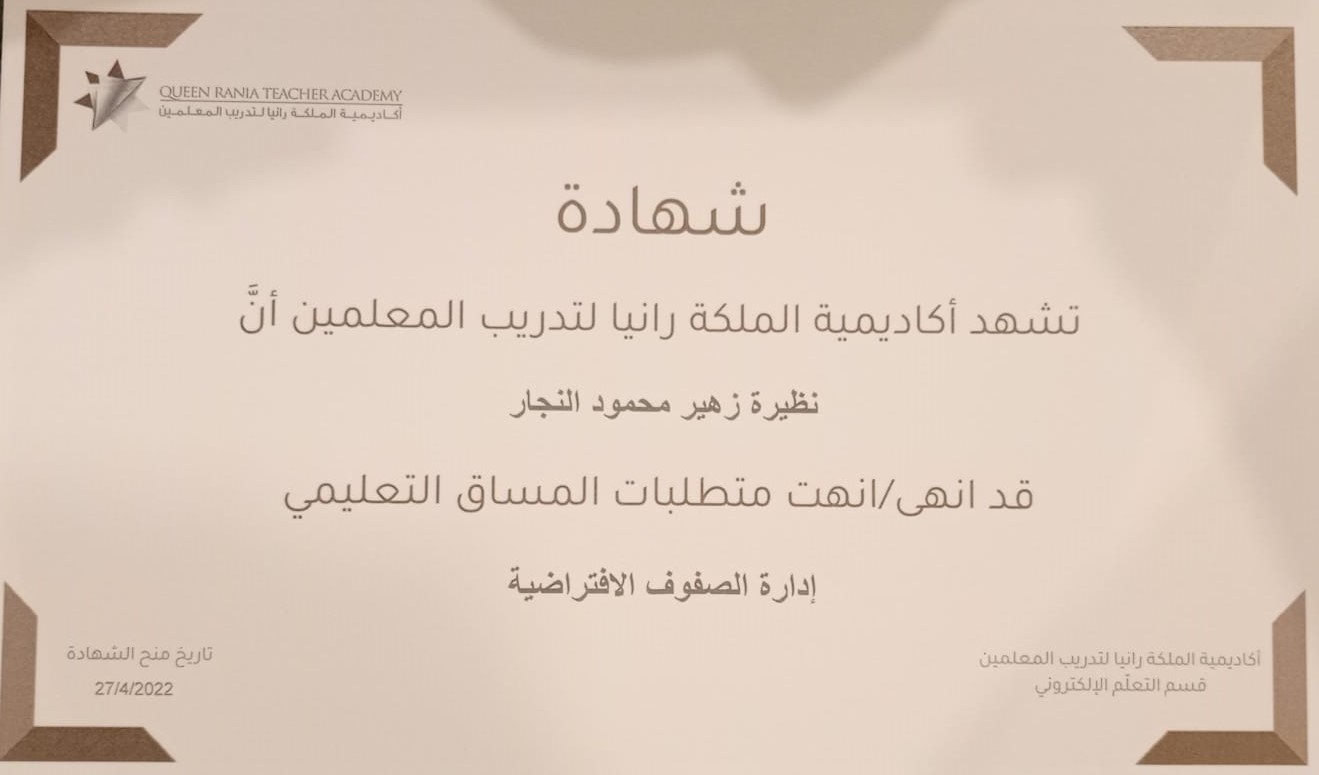 QUEEN RANIA TEACHER ACADEMY
أكاديمية الملكة رانيا لتدريب المعلمين
شهادة
تشهد أكاديمية الملكة رانيا لتدريب المعلمين أنَّ
نظيرة زهير محمود النجار
قد انهى/انهت متطلبات المساق التعليمي
إدارة الصفوف الافتراضية
أكاديمية الملكة رانيا لتدريب المعلمين
قسم التعلّم الإلكتروني
تاريخ منح الشهادة
27/4/2022